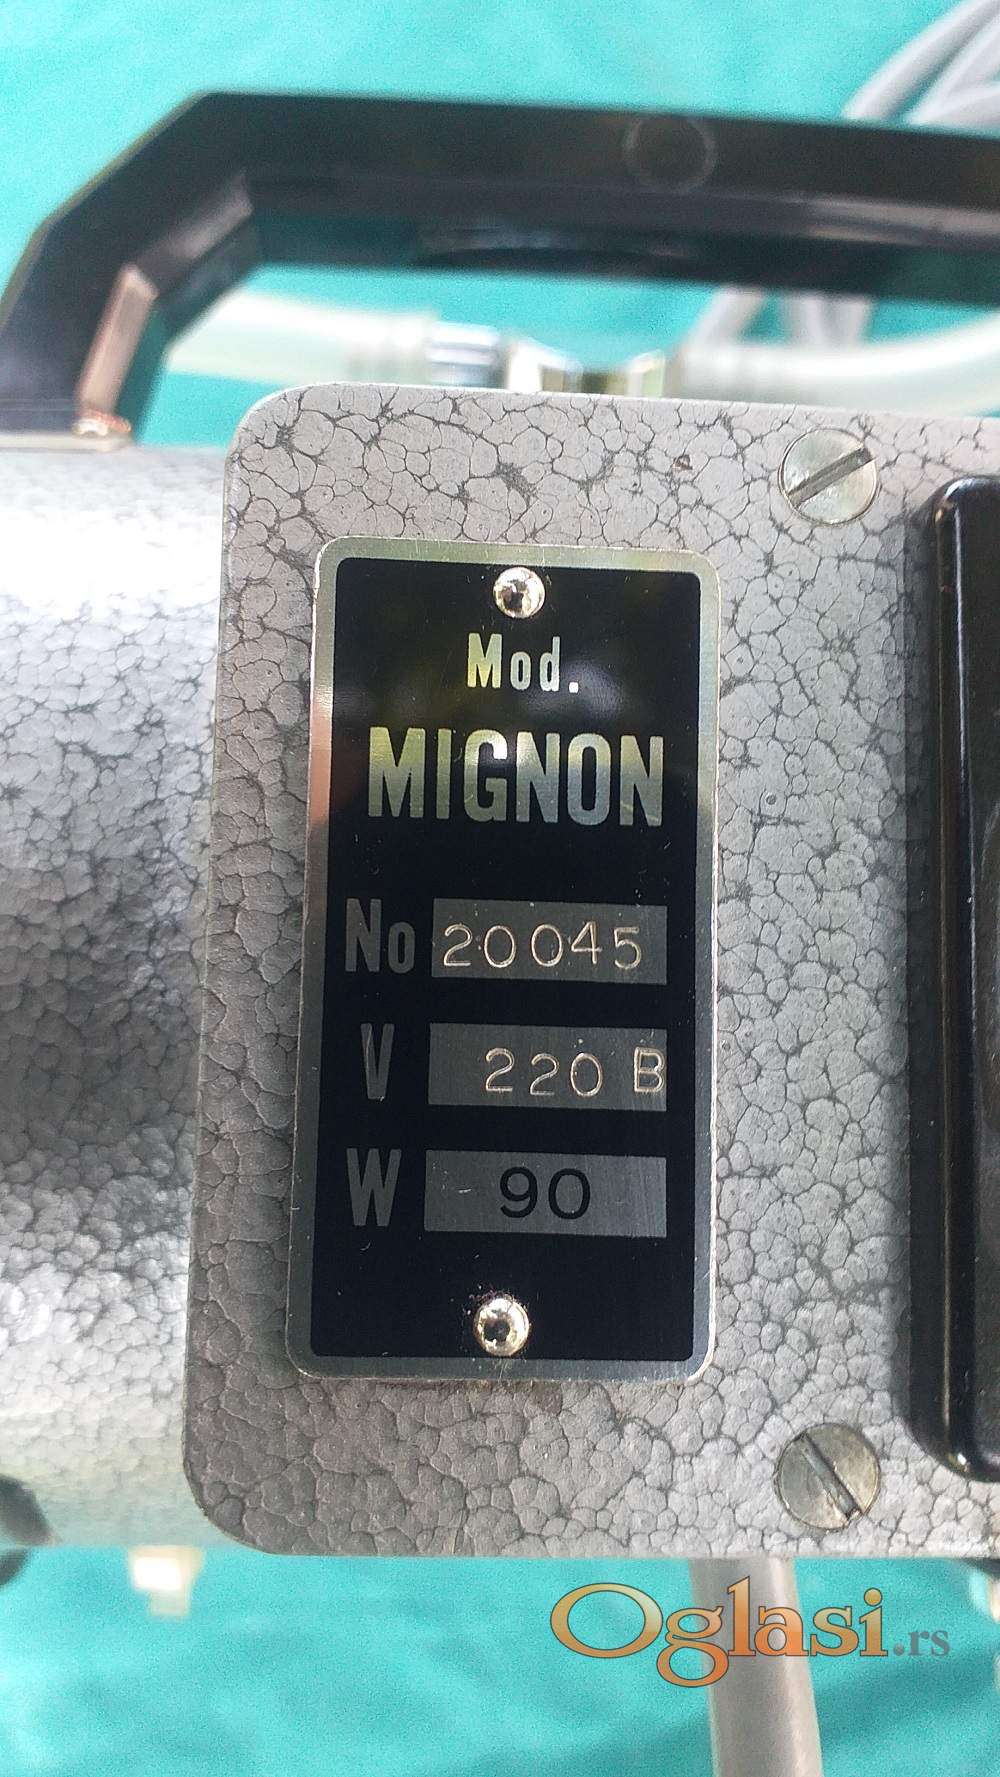 Mod.
MIGNON
No 20045
V 220 B
W 90
Oglasi.rs